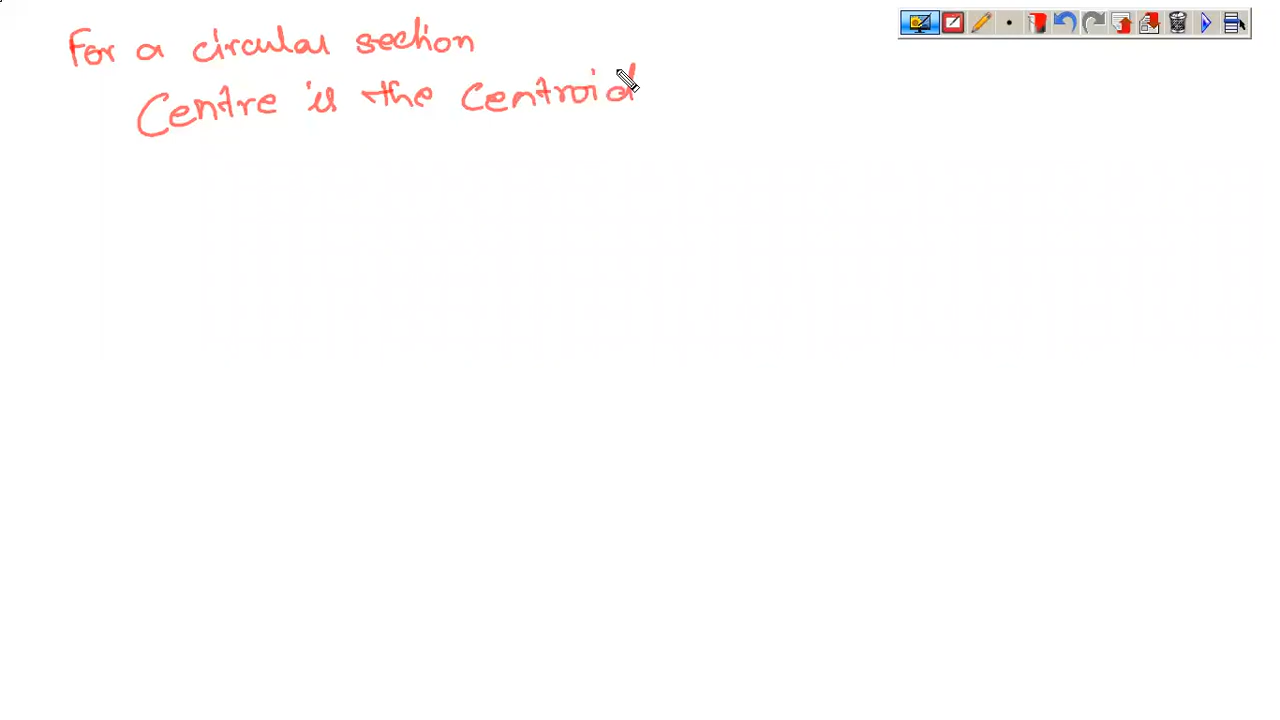 For a circular section
Centre is the Centroid